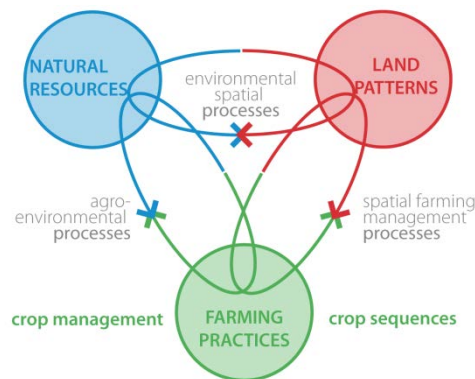 NATURAL
RESOURCES
LAND
PATTERNS
environmental
spatial
processes
agro-
environmental
processes
spatial farming
management
processes
crop management
FARMING
PRACTICES
crop sequences